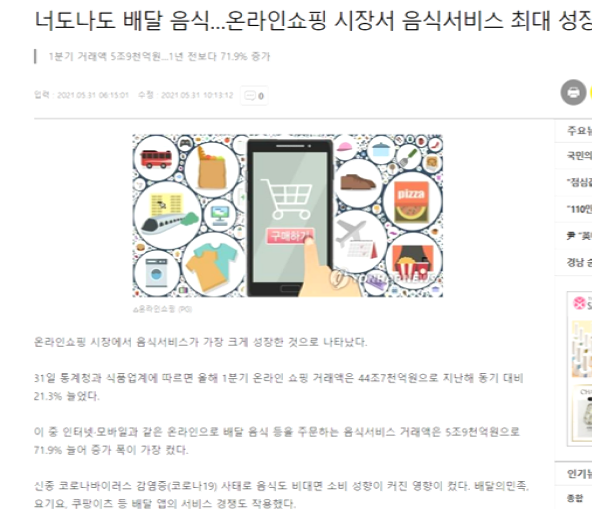 너도나도 배달 음식...온라인쇼핑 시장서 음식서비스 최대 성장
1분기 거래액 5조9천억원...1년 전보다 71.9% 증가
입력 : 2021.05.31 06:15:01 수정 : 2021.05.31 10:13:12 0
주요뉴
국민의
"점심값
"110만
尹 "英
경남 승
pizza
구매하기
△온라인쇼핑 (PG)
온라인쇼핑 시장에서 음식서비스가 가장 크게 성장한 것으로 나타났다.
31일 통계청과 식품업계에 따르면 올해 1분기 온라인 쇼핑 거래액은 44조7천억원으로 지난해 동기 대비
21.3% 늘었다.
이 중 인터넷·모바일과 같은 온라인으로 배달 음식 등을 주문하는 음식서비스 거래액은 5조9천억원으로
71.9% 늘어 증가 폭이 가장 컸다.
신종 코로나바이러스 감염증(코로나19) 사태로 음식도 비대면 소비 성향이 커진 영향이 컸다. 배달의민족,
요기요, 쿠팡이츠 등 배달 앱의 서비스 경쟁도 작용했다.
인기뉴
종합